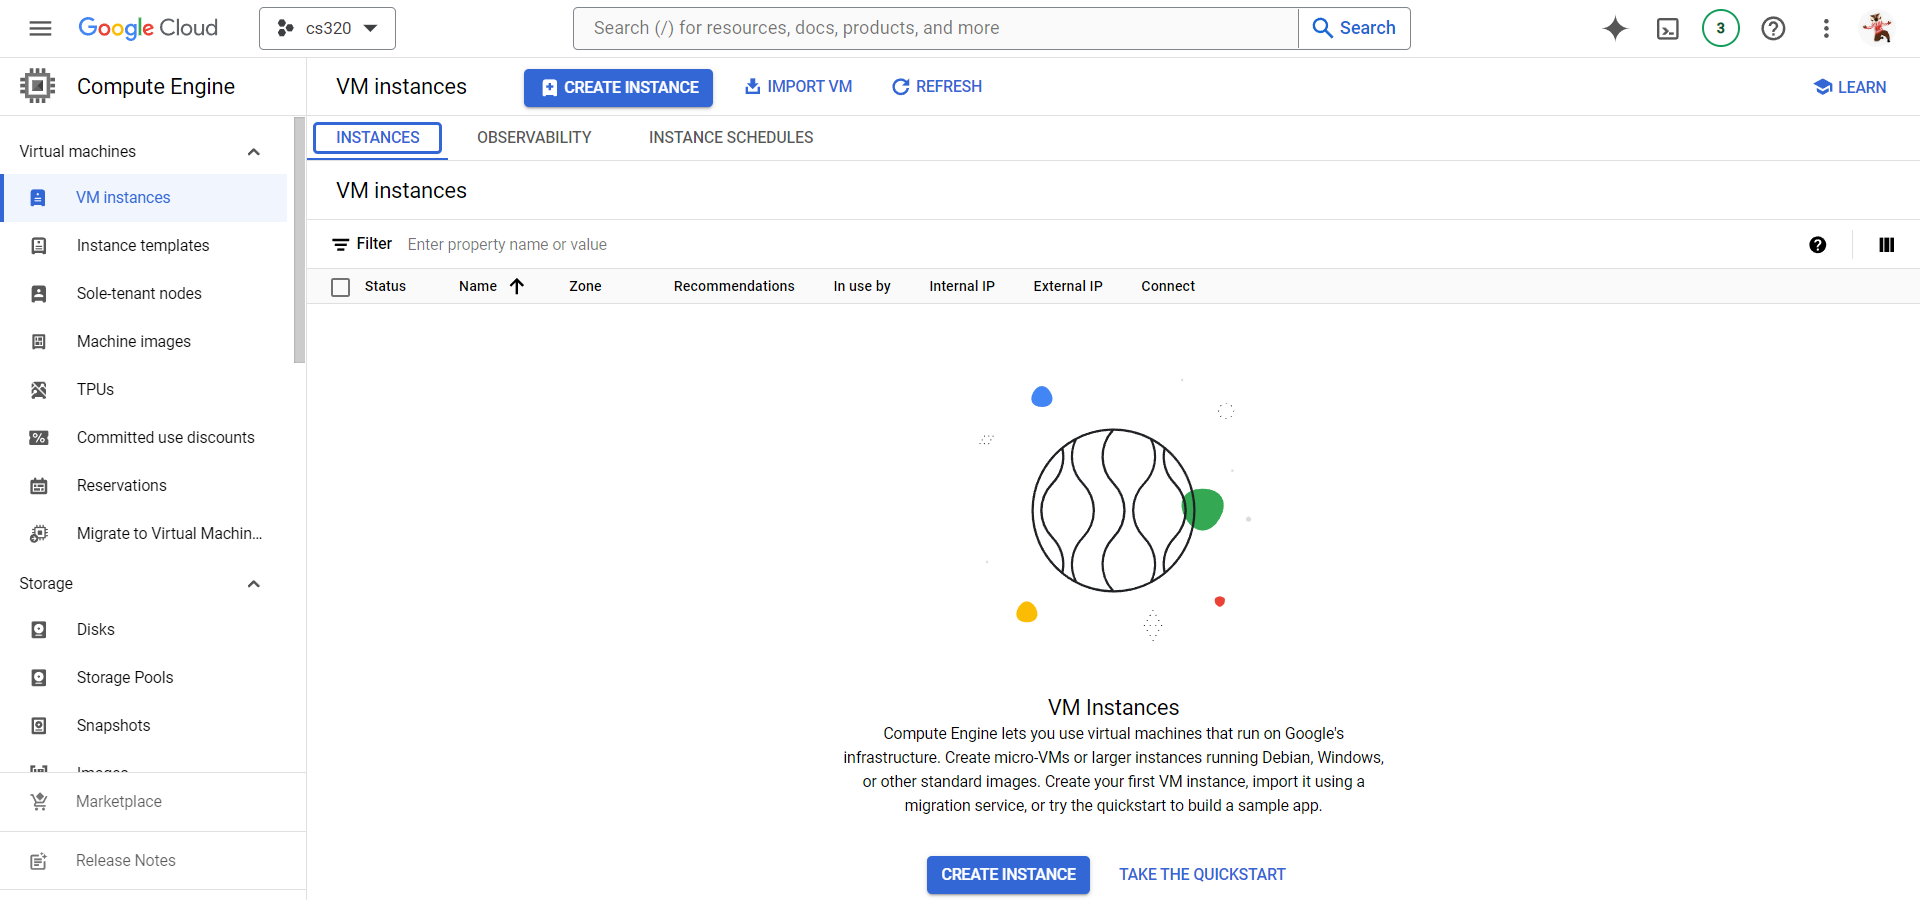 Google Cloud
cs320
Search (/) for resources, docs, products, and more
Search
3
Compute Engine
VM instances
CREATE INSTANCE
IMPORT VM
REFRESH
LEARN
Virtual machines
VM instances
Instance templates
Sole-tenant nodes
Machine images
TPUs
Committed use discounts
Reservations
Migrate to Virtual Machin...
Storage
Disks
Storage Pools
Snapshots
Images
Marketplace
Release Notes
INSTANCES
OBSERVABILITY
INSTANCE SCHEDULES
VM instances
Filter
Enter property name or value
Status
Name
Zone
Recommendations
In use by
Internal IP
External IP
Connect
VM Instances
Compute Engine lets you use virtual machines that run on Google's
infrastructure. Create micro-VMs or larger instances running Debian, Windows,
or other standard images. Create your first VM instance, import it using a
migration service, or try the quickstart to build a sample app.
CREATE INSTANCE
TAKE THE QUICKSTART